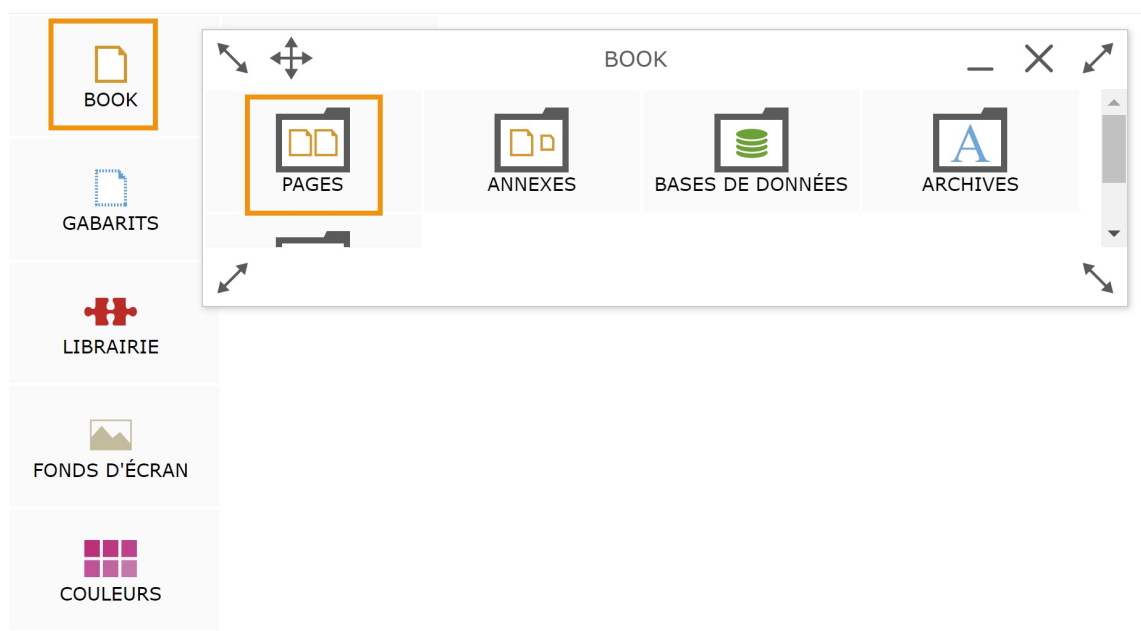 BOOK
BOOK
PAGES
ANNEXES
BASES DE DONNÉES
ARCHIVES
GABARITS
LIBRAIRIE
FONDS D'ÉCRAN
COULEURS